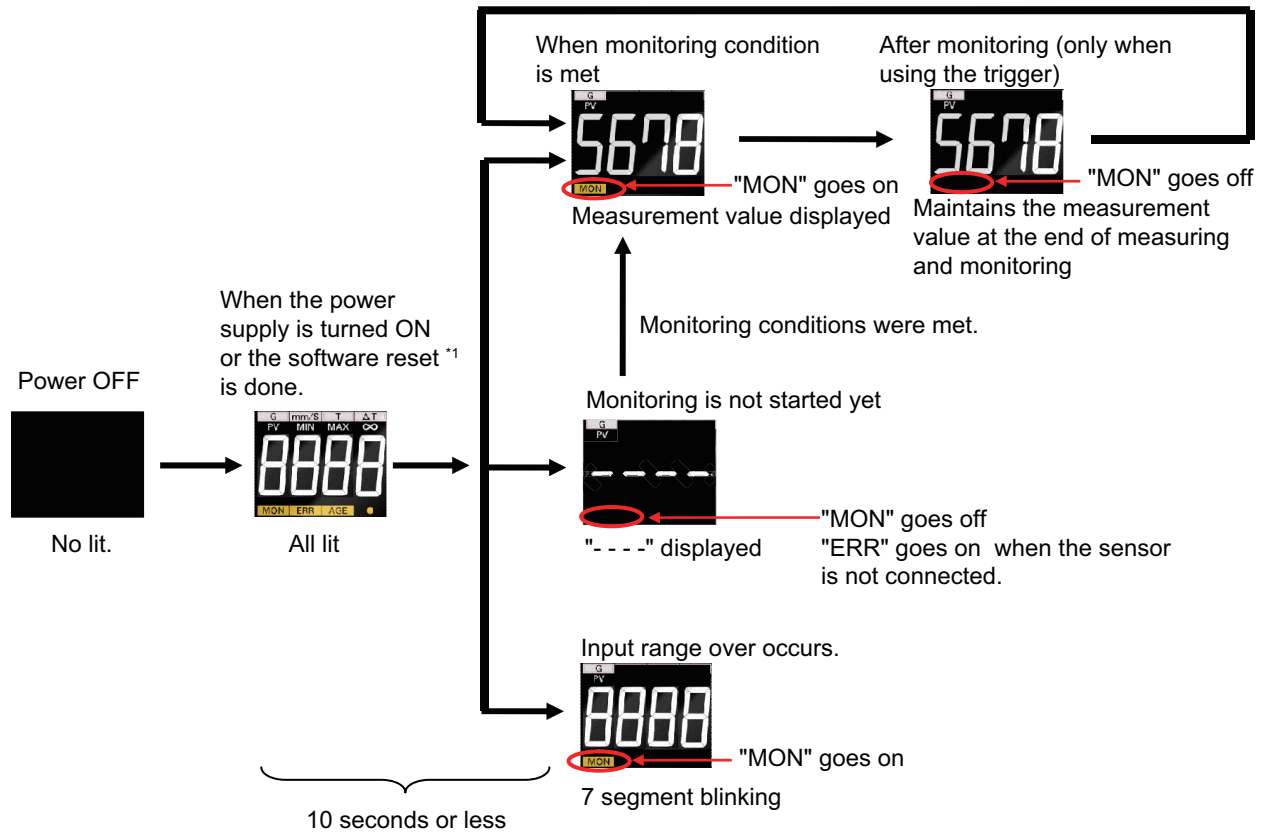 When monitoring condition
is met
After monitoring (only when
using the trigger)
G
PV
5678
MON
"MON" goes on
Measurement value displayed
G
PV
5678
"MON" goes off
Maintains the measurement
value at the end of measuring
and monitoring
When the power
supply is turned ON
or the software reset *1
is done.
Monitoring conditions were met.
Power OFF
No lit.
G mm/S T ΔT
PV MIN MAX ∞
8888
MON ERR AGE
All lit
Monitoring is not started yet
G
PV
- - - -
"MON" goes off
"- - - -" displayed
"ERR" goes on when the sensor
is not connected.
Input range over occurs.
G
PV
8888
MON
"MON" goes on
7 segment blinking
10 seconds or less